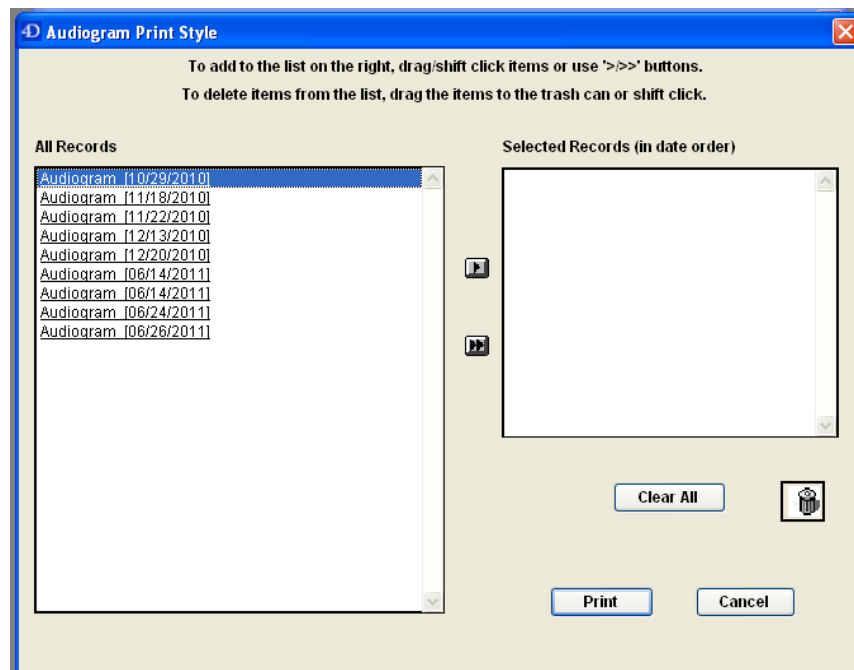 4D Audiogram Print Style
To add to the list on the right, drag/shift click items or use '>/>>' buttons.
To delete items from the list, drag the items to the trash can or shift click.
All Records
Audiogram [10/29/2010]
Audiogram [11/18/2010]
Audiogram [11/22/2010]
Audiogram [12/13/2010]
Audiogram [12/20/2010]
Audiogram [06/14/2011]
Audiogram [06/14/2011]
Audiogram [06/24/2011]
Audiogram [06/26/2011]
Selected Records (in date order)
Clear All
Print
Cancel